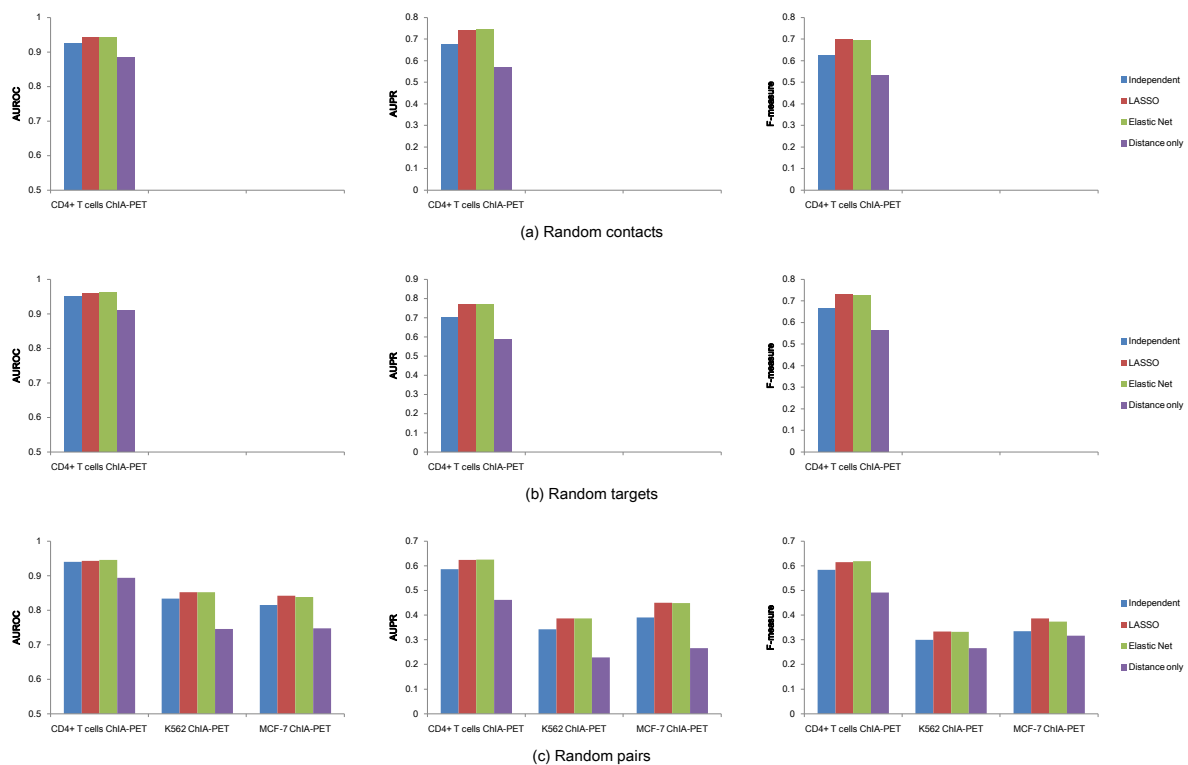 1
0.9
0.8
0.7
0.6
0.5
AUROC
CD4+ T cells ChIA-PET
0.8
0.7
0.6
0.5
0.4
0.3
0.2
0.1
0
AUPR
CD4+ T cells ChIA-PET
0.8
0.7
0.6
0.5
0.4
0.3
0.2
0.1
0
F-measure
CD4+ T cells ChIA-PET
Independent
LASSO
Elastic Net
Distance only
(a) Random contacts
1
0.9
0.8
0.7
0.6
0.5
AUROC
CD4+ T cells ChIA-PET
0.9
0.8
0.7
0.6
0.5
0.4
0.3
0.2
0.1
0
AUPR
CD4+ T cells ChIA-PET
0.8
0.7
0.6
0.5
0.4
0.3
0.2
0.1
0
F-measure
CD4+ T cells ChIA-PET
Independent
LASSO
Elastic Net
Distance only
(b) Random targets
1
0.9
0.8
0.7
0.6
0.5
AUROC
CD4+ T cells ChIA-PET K562 ChIA-PET MCF-7 ChIA-PET
0.7
0.6
0.5
0.4
0.3
0.2
0.1
0
AUPR
CD4+ T cells ChIA-PET K562 ChIA-PET MCF-7 ChIA-PET
0.7
0.6
0.5
0.4
0.3
0.2
0.1
0
F-measure
CD4+ T cells ChIA-PET K562 ChIA-PET MCF-7 ChIA-PET
Independent
LASSO
Elastic Net
Distance only
(c) Random pairs